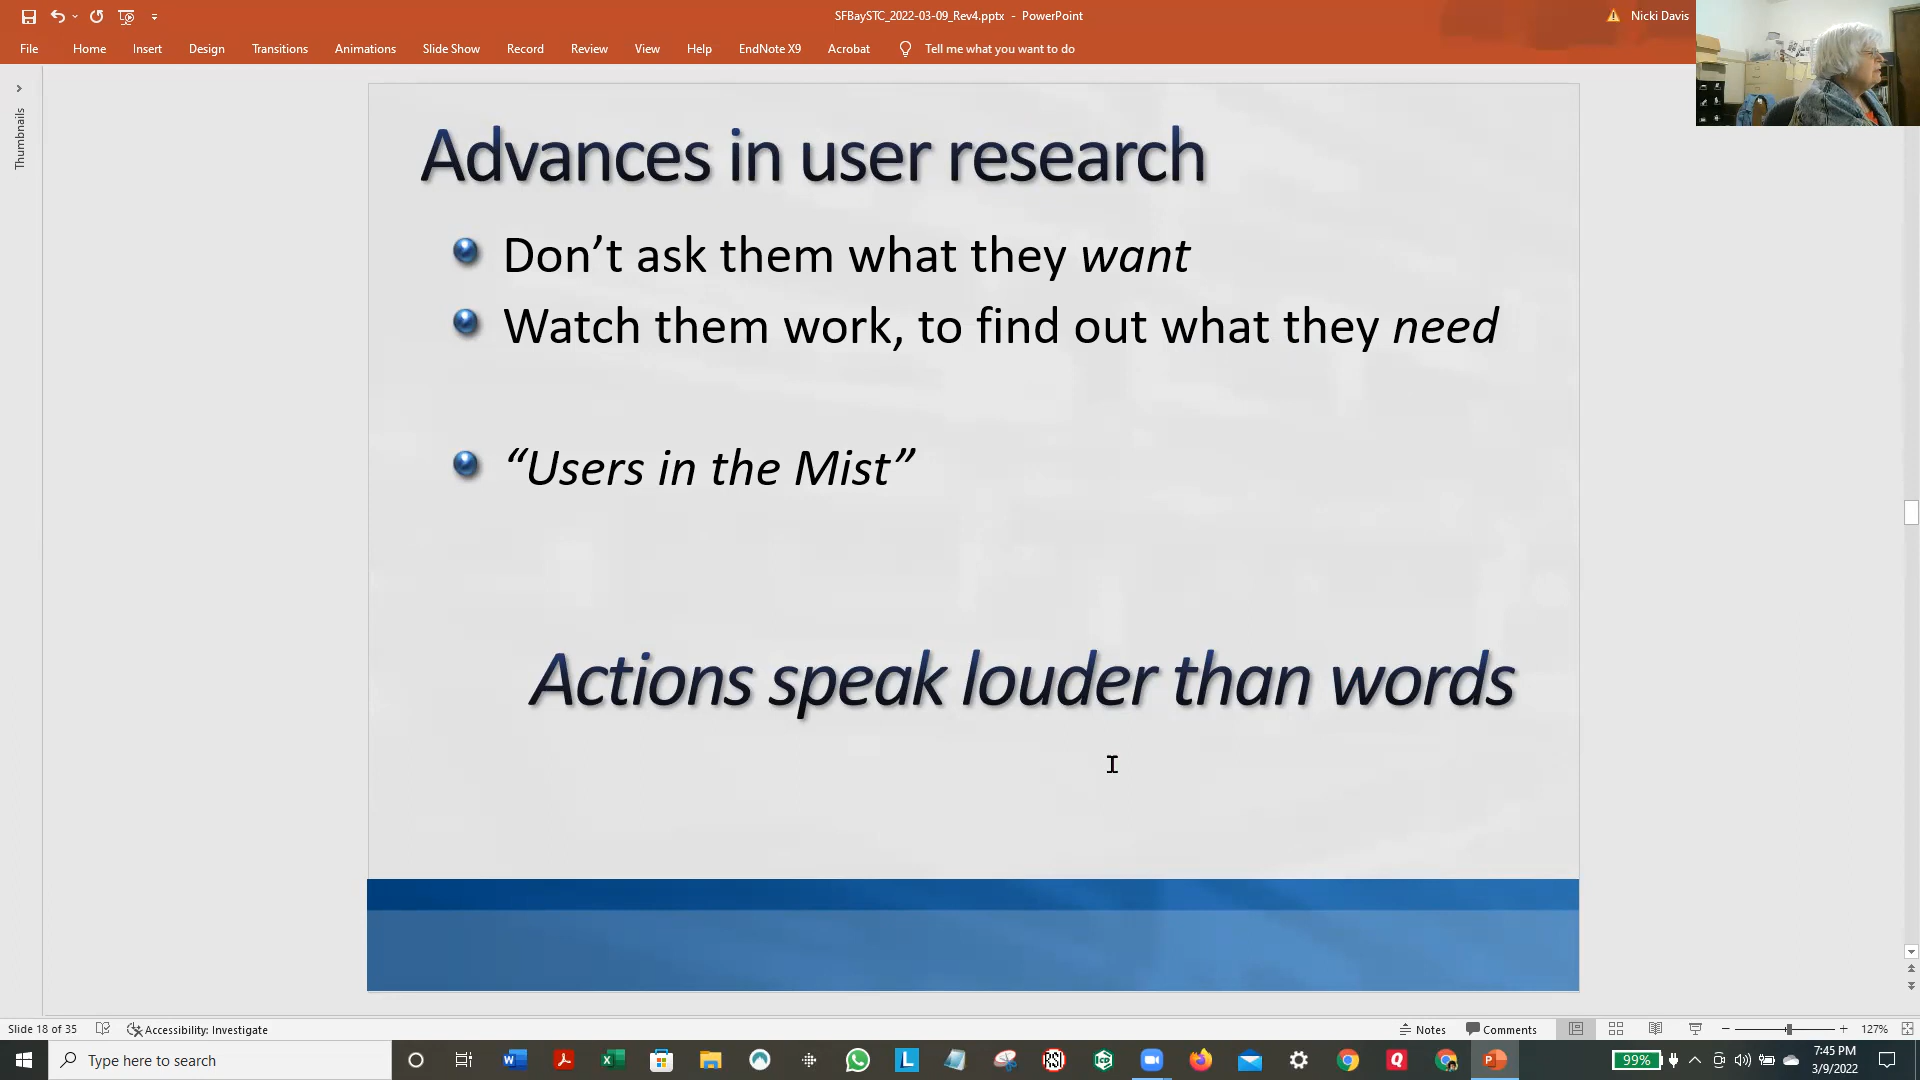 SFBaySTC_2022-03-09_Rev4.pptx - PowerPoint
Nicki Davis
File Home Insert Design Transitions Animations Slide Show Record Review View Help EndNote X9 Acrobat Tell me what you want to do
Thumbnails
Advances in user research
Don’t ask them what they want
Watch them work, to find out what they need
“Users in the Mist”
Actions speak louder than words
Slide 18 of 35 Accessibility: Investigate Notes Comments 127%
Type here to search
99%
7:45 PM
3/9/2022